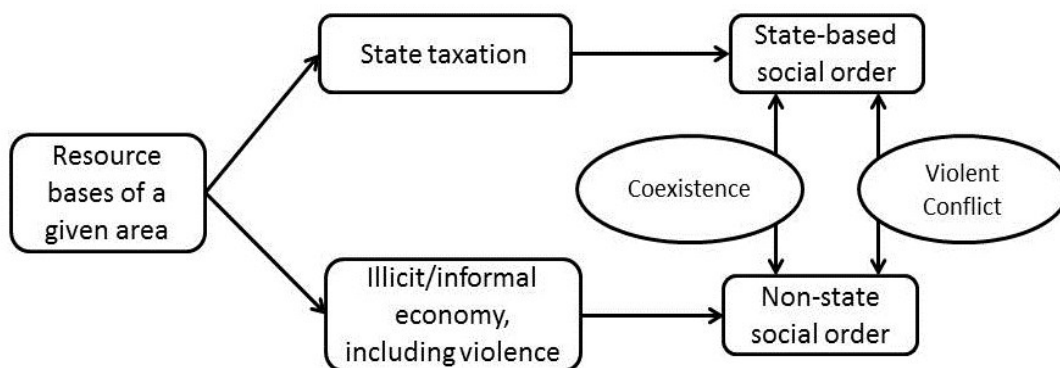 State taxation
State-based
social order
Resource
bases of a
given area
Coexistence
Violent
Conflict
Illicit/informal
economy,
including violence
Non-state
social order